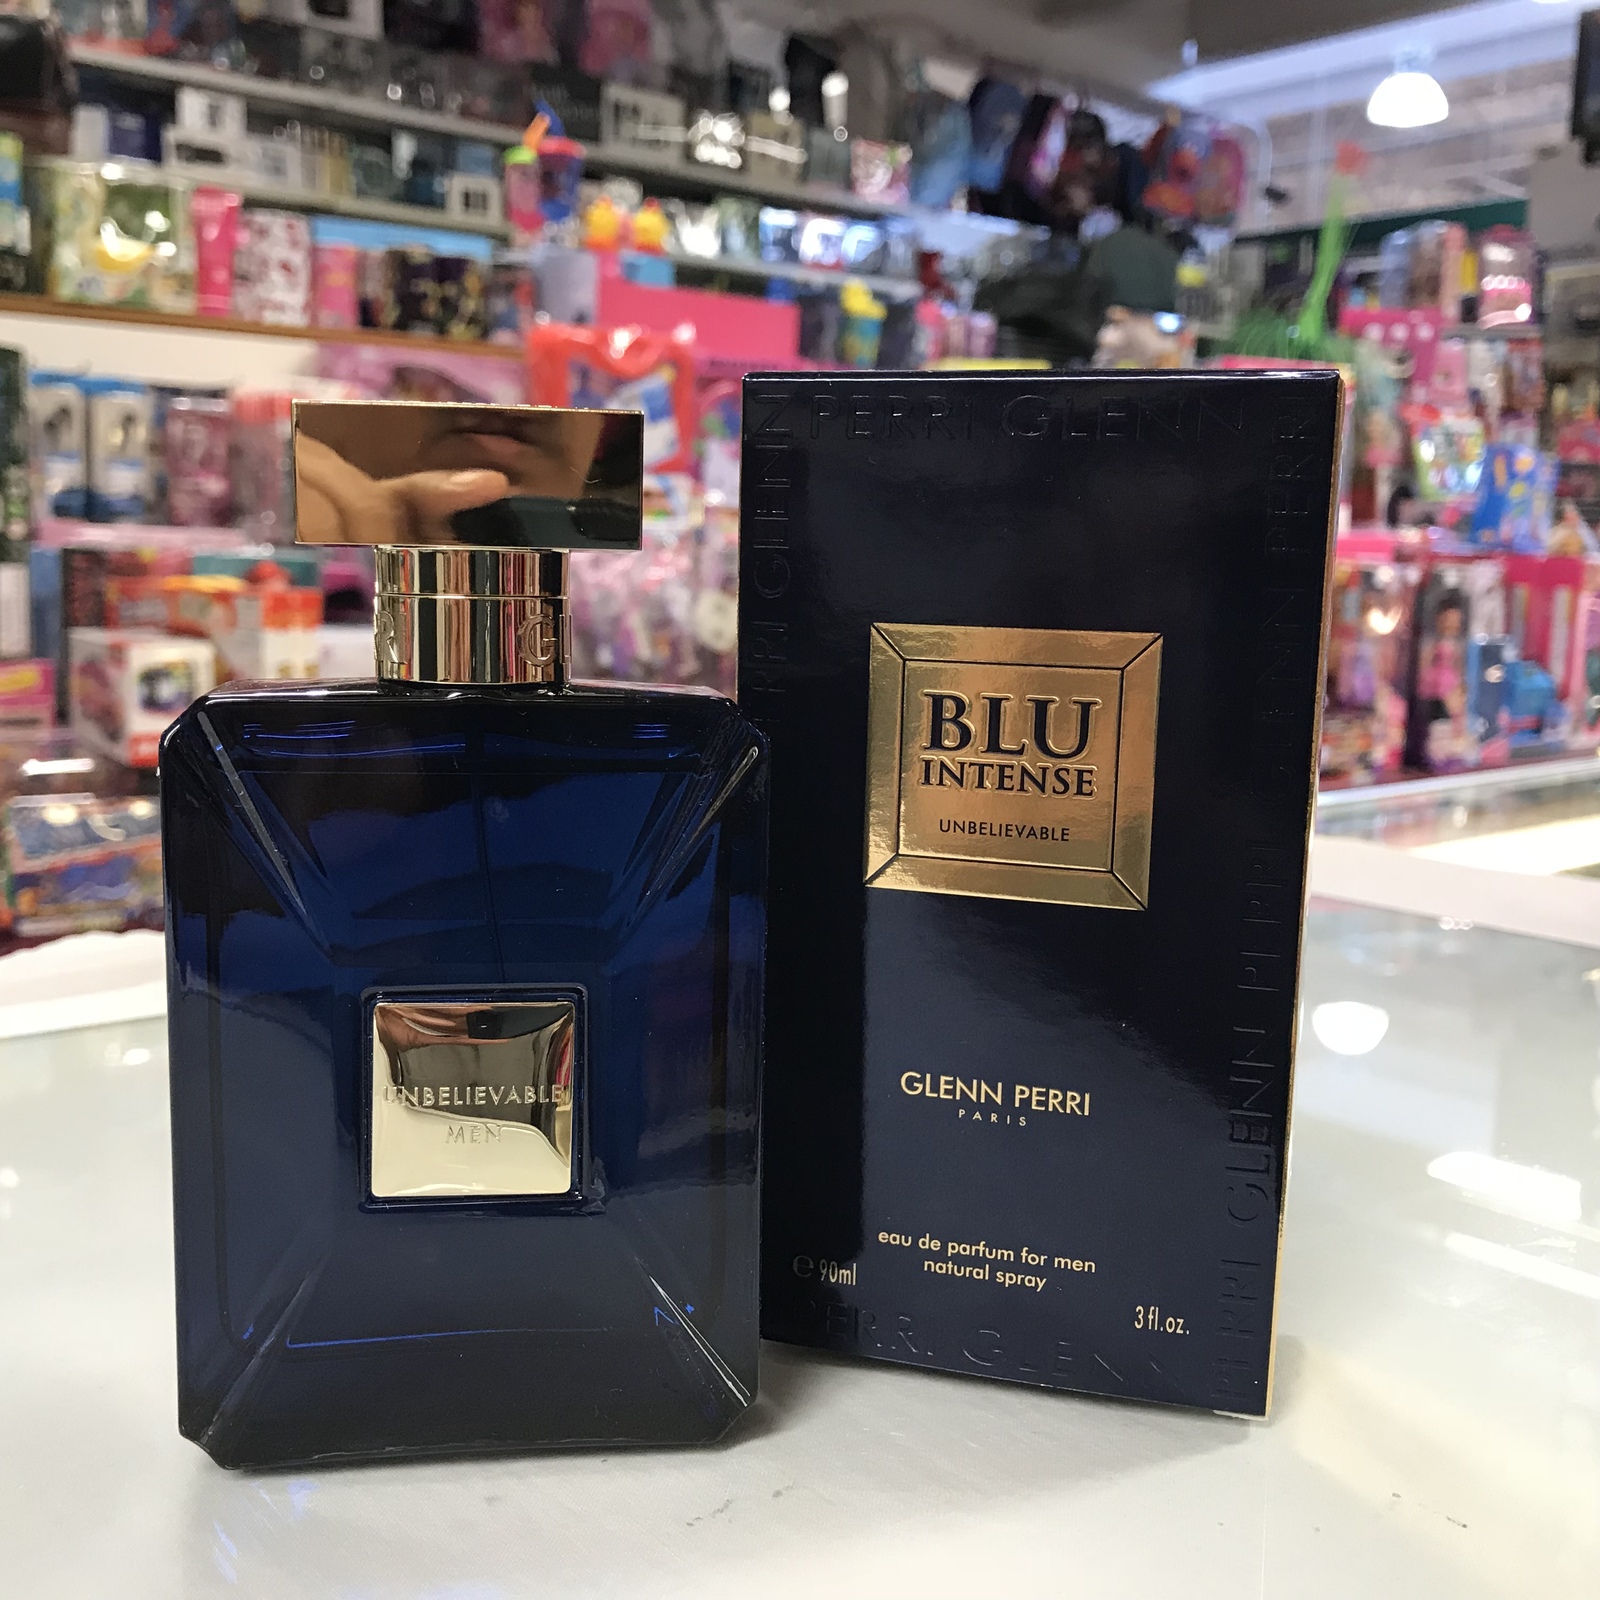 RI G
UNBELIEVABLE
MEN
PERRI GLENN
PERRI GLENN
GLENN PERRI
BLU
INTENSE
UNBELIEVABLE
GLENN PERRI
PARIS
eau de parfum for men
natural spray
℮ 90ml
3 fl.oz.
PERRI GLENN